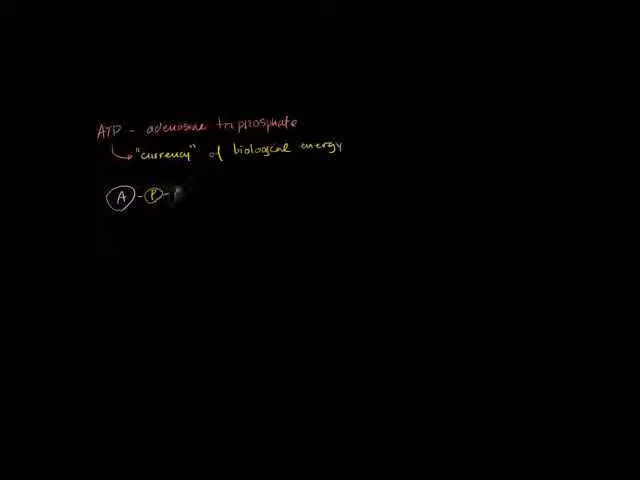 ATP - adenosine triphosphate
"currency" of biological energy
A - P - P